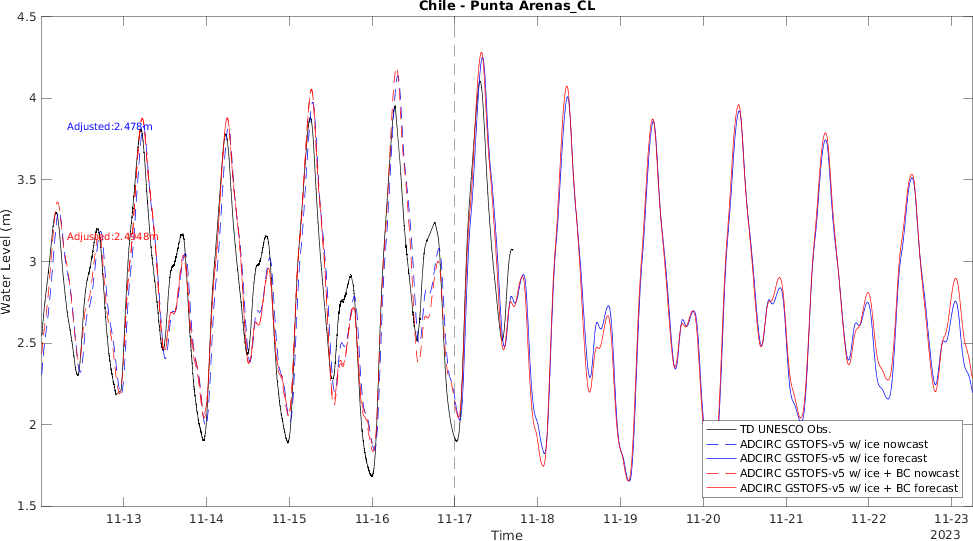 Chile - Punta Arenas_CL
4.5
4
3.5
3
2.5
2
1.5
Water Level (m)
Adjusted:2.478m
Adjusted:2.4948m
TD UNESCO Obs.
ADCIRC GSTOFS-v5 w/ ice nowcast
ADCIRC GSTOFS-v5 w/ ice forecast
ADCIRC GSTOFS-v5 w/ ice + BC nowcast
ADCIRC GSTOFS-v5 w/ ice + BC forecast
11-13
11-14
11-15
11-16
11-17
11-18
11-19
11-20
11-21
11-22
11-23
2023
Time